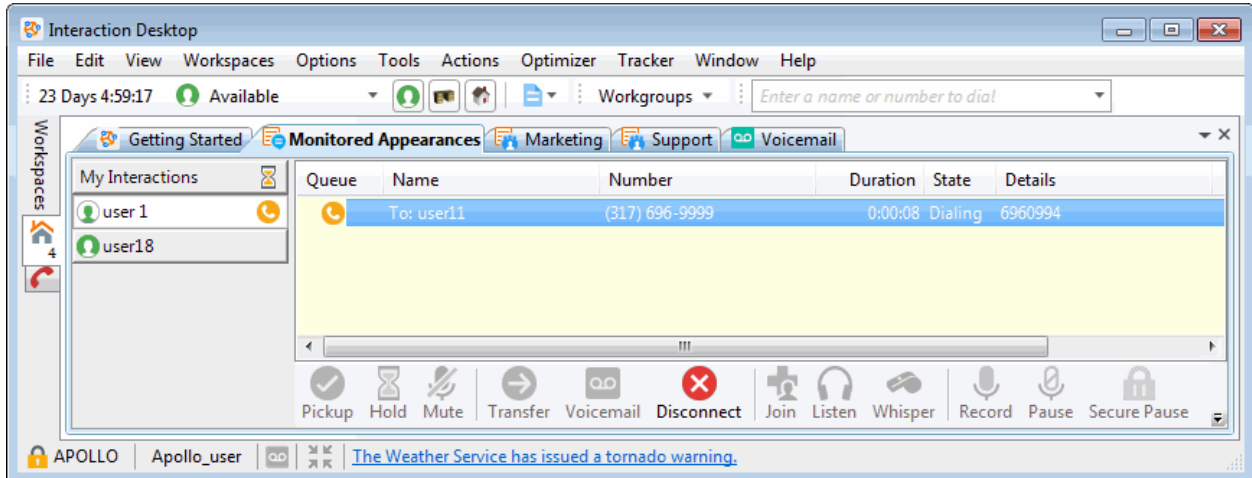 Interaction Desktop
File Edit View Workspaces Options Tools Actions Optimizer Tracker Window Help
23 Days 4:59:17 Available Workgroups Enter a name or number to dial
Workspaces
Getting Started Monitored Appearances Marketing Support Voicemail
My Interactions
Queue Name Number Duration State Details
user 1
To: user11 (317) 696-9999 0:00:08 Dialing 6960994
user18
4
Pickup Hold Mute Transfer Voicemail Disconnect Join Listen Whisper Record Pause Secure Pause
APOLLO Apollo_user The Weather Service has issued a tornado warning.